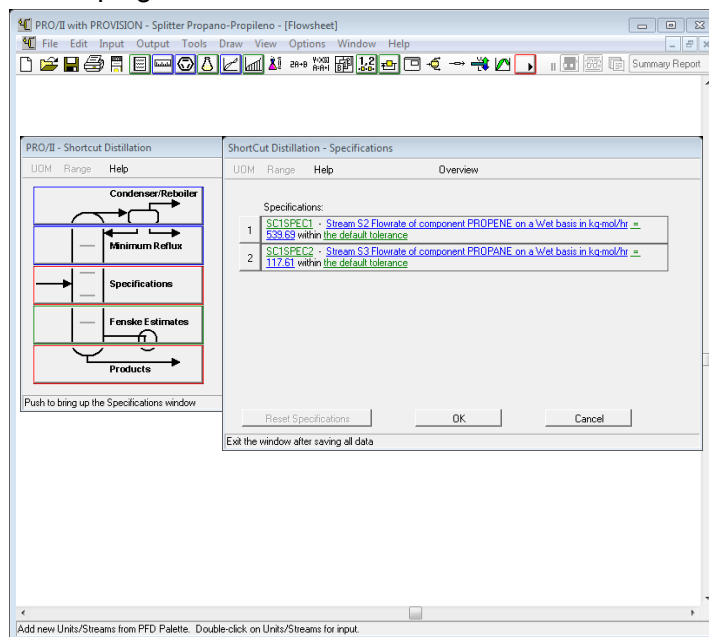 PRO/II with PROVISION - Splitter Propano-Propileno - [Flowsheet]
File Edit Input Output Tools Draw View Options Window Help
Summary Report
PRO/II - Shortcut Distillation
UOM Range Help
Condenser/Reboiler
Minimum Reflux
Specifications
Fenske Estimates
Products
Push to bring up the Specifications window
ShortCut Distillation - Specifications
UOM Range Help Overview
Specifications:
1 SC1SPEC1 - Stream S2 Flowrate of component PROPENE on a Wet basis in kg-mol/hr =
539.69 within the default tolerance
2 SC1SPEC2 - Stream S3 Flowrate of component PROPANE on a Wet basis in kg-mol/hr =
117.61 within the default tolerance
Reset Specifications OK Cancel
Exit the window after saving all data
Add new Units/Streams from PFD Palette. Double-click on Units/Streams for input.